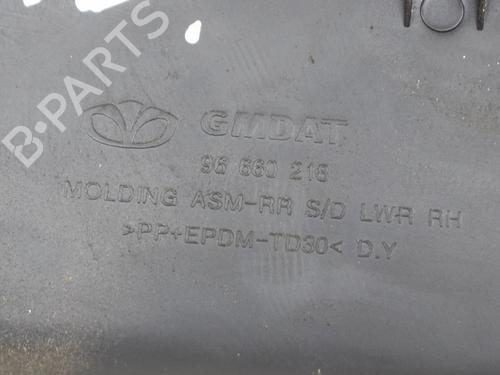 B-PARTS
GMDAT
96 660 216
MOLDING ASM-RR S/D LWR RH
>PP+EPDM-TD30< D.Y